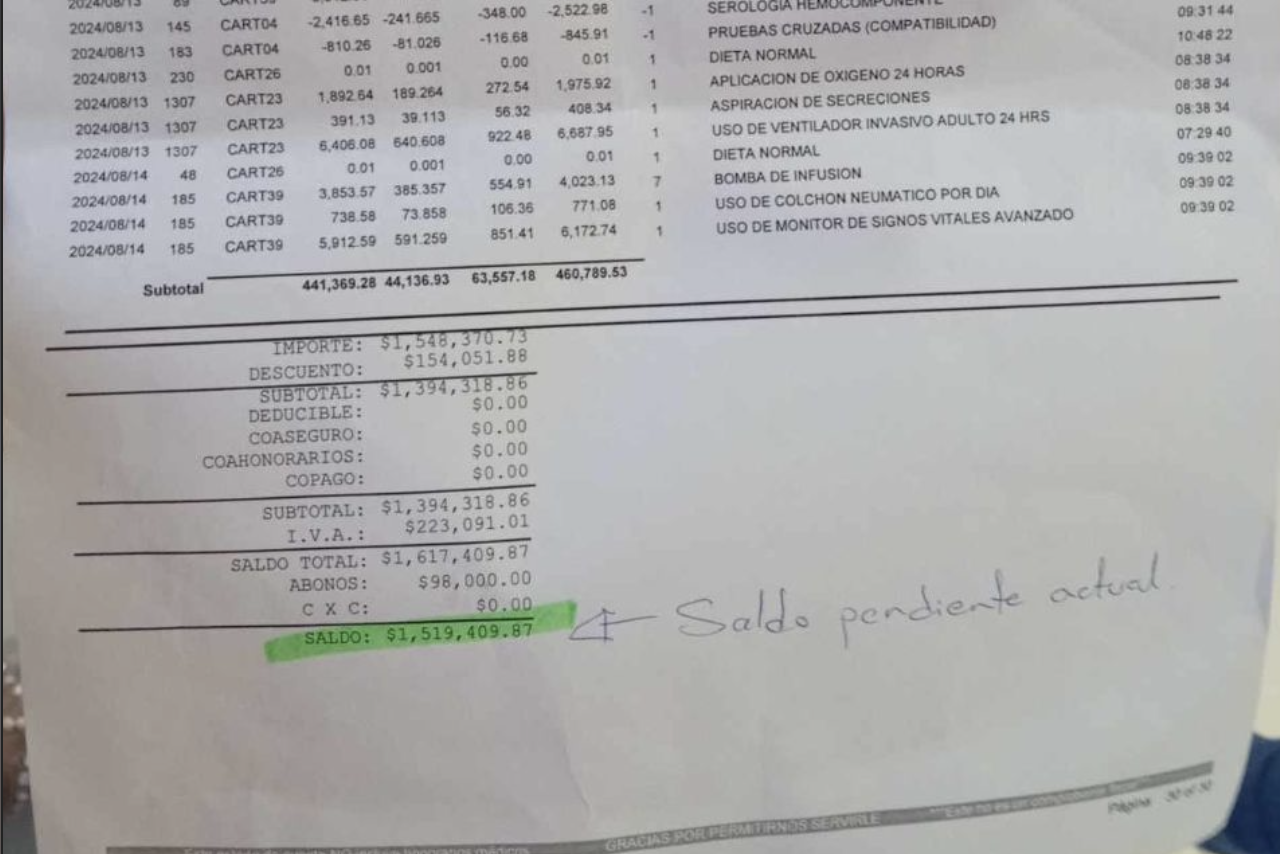 2024/08/13 89
2024/08/13 145 CART04 -2,416.65 -241.665 -348.00 -2,522.98 -1 SEROLOGIA HEMOCOMPONENTE 09:31 44
2024/08/13 183 CART04 -810.26 -81.026 -116.68 -845.91 -1 PRUEBAS CRUZADAS (COMPATIBILIDAD) 10:48 22
2024/08/13 230 CART26 0.01 0.001 0.00 0.01 1 DIETA NORMAL 08:38 34
2024/08/13 1307 CART23 1,892.64 189.264 272.54 1,975.92 1 APLICACION DE OXIGENO 24 HORAS 08:38 34
2024/08/13 1307 CART23 391.13 39.113 56.32 408.34 1 ASPIRACION DE SECRECIONES 08:38 34
2024/08/13 1307 CART23 6,406.08 640.608 922.48 6,687.95 1 USO DE VENTILADOR INVASIVO ADULTO 24 HRS 07:29 40
2024/08/14 48 CART26 0.01 0.001 0.00 0.01 1 DIETA NORMAL 09:39 02
2024/08/14 185 CART39 3,853.57 385.357 554.91 4,023.13 7 BOMBA DE INFUSION 09:39 02
2024/08/14 185 CART39 738.58 73.858 106.36 771.08 1 USO DE COLCHON NEUMATICO POR DIA 09:39 02
2024/08/14 185 CART39 5,912.59 591.259 851.41 6,172.74 1 USO DE MONITOR DE SIGNOS VITALES AVANZADO
Subtotal 441,369.28 44,136.93 63,557.18 460,789.53
IMPORTE: $1,548,370.73
DESCUENTO: $154,051.88
SUBTOTAL: $1,394,318.86
DEDUCIBLE: $0.00
COASEGURO: $0.00
COAHONORARIOS: $0.00
COPAGO: $0.00
SUBTOTAL: $1,394,318.86
I.V.A.: $223,091.01
SALDO TOTAL: $1,617,409.87
ABONOS: $98,000.00
C X C: $0.00
SALDO: $1,519,409.87 Saldo pendiente actual.
GRACIAS POR PERMITIRNOS SERVIRLE
Página 30 of 30